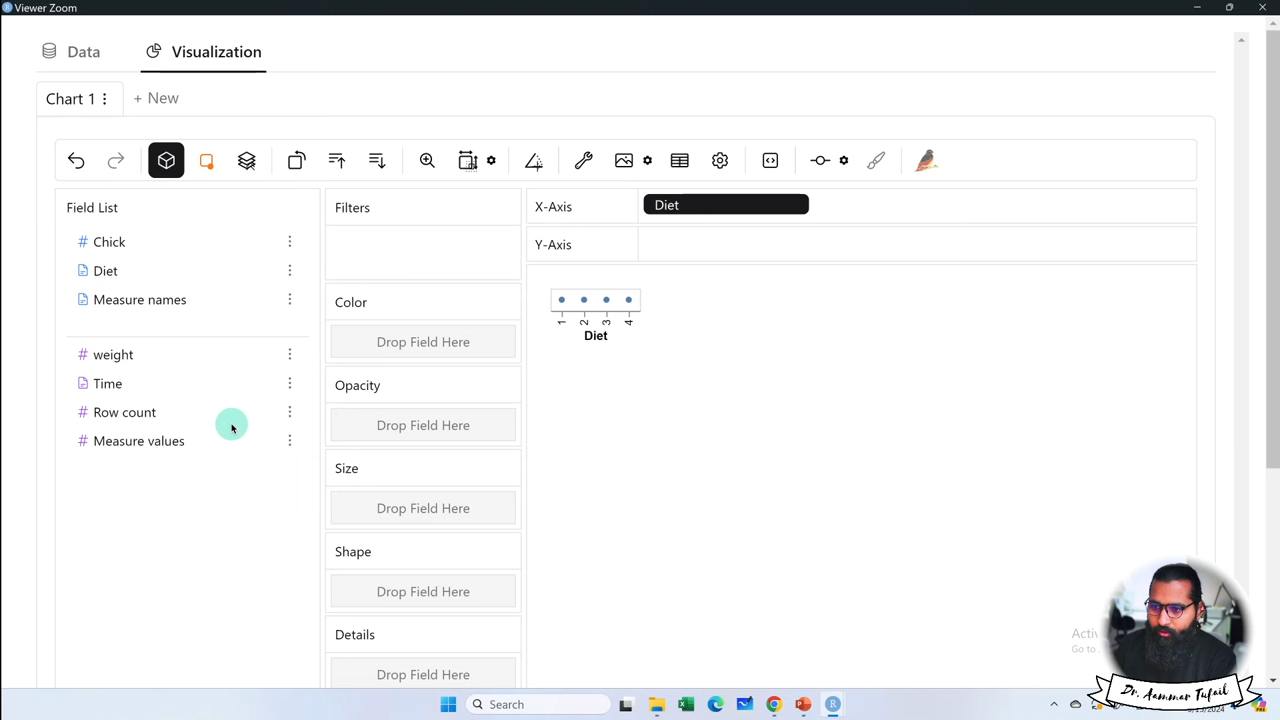 Viewer Zoom
Data
Visualization
Chart 1
+ New
Field List
Filters
X-Axis
Diet
Y-Axis
Chick
Diet
Measure names
Color
Drop Field Here
1
2
3
4
Diet
weight
Time
Row count
Measure values
Opacity
Drop Field Here
Size
Drop Field Here
Shape
Drop Field Here
Details
Drop Field Here
Go to
Dr. Aammar Tufail
Search